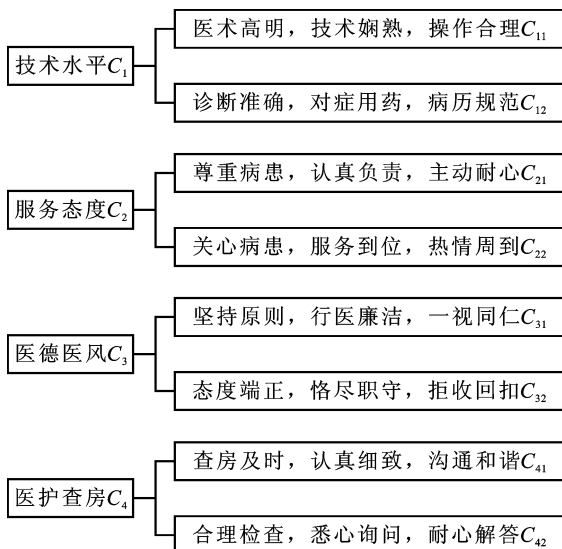 医术高明，技术娴熟，操作合理C₁₁
技术水平C₁
诊断准确，对症用药，病历规范C₁₂
尊重病患，认真负责，主动耐心C₂₁
服务态度C₂
关心病患，服务到位，热情周到C₂₂
坚持原则，行医廉洁，一视同仁C₃₁
医德医风C₃
态度端正，恪尽职守，拒收回扣C₃₂
查房及时，认真细致，沟通和谐C₄₁
医护查房C₄
合理检查，悉心询问，耐心解答C₄₂